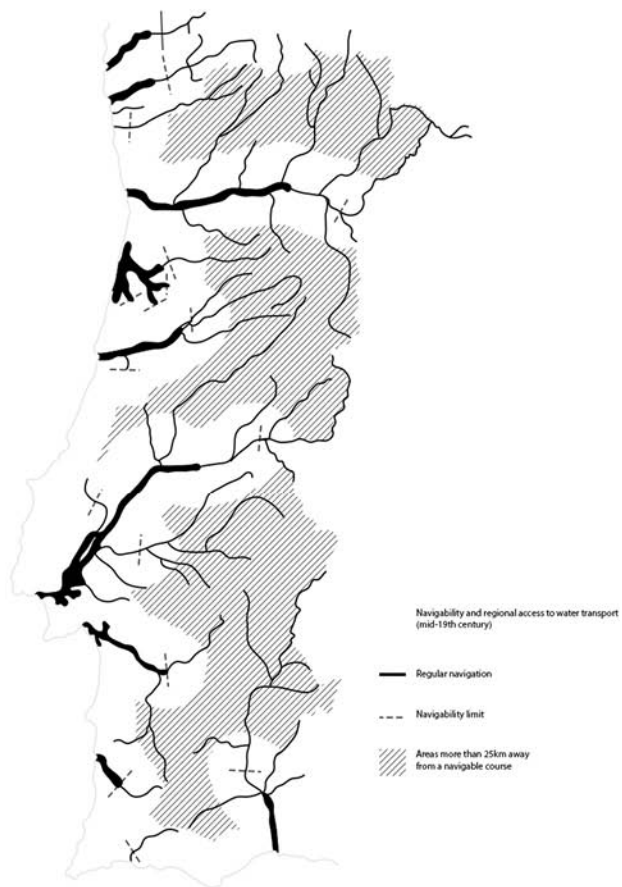 Navigability and regional access to water transport
(mid-19th century)
Regular navigation
Navigability limit
Areas more than 25km away
from a navigable course